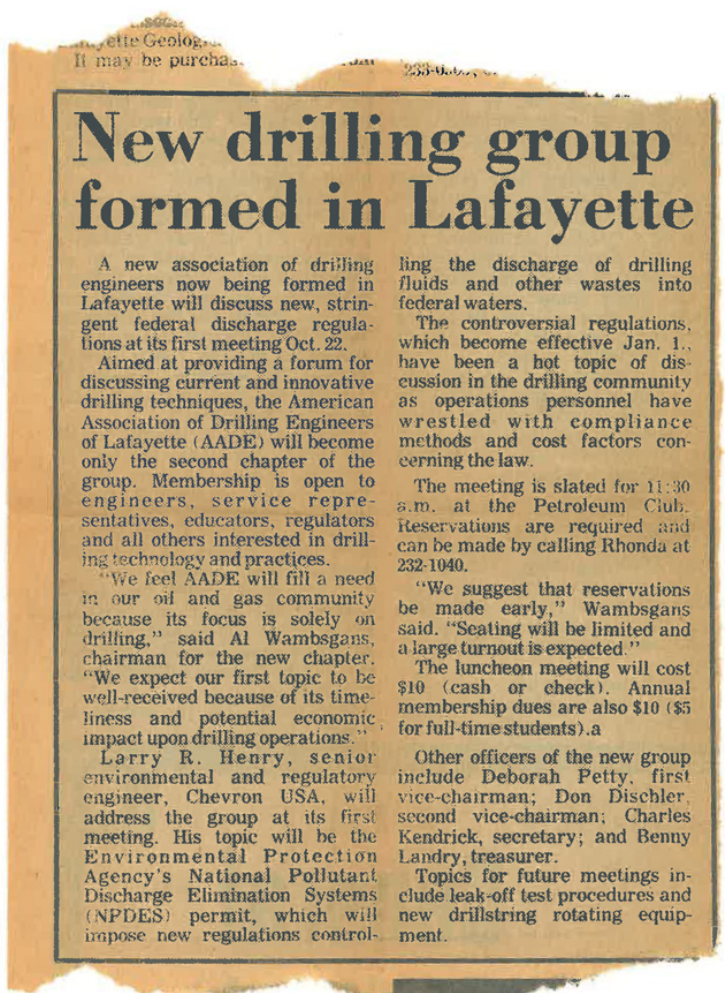 yette Geolog
It may be purchas
New drilling group
formed in Lafayette
A new association of drilling
engineers now being formed in
Lafayette will discuss new, strin-
gent federal discharge regula-
tions at its first meeting Oct. 22.
Aimed at providing a forum for
discussing current and innovative
drilling techniques, the American
Association of Drilling Engineers
of Lafayette (AADE) will become
only the second chapter of the
group. Membership is open to
engineers, service repre-
sentatives, educators, regulators
and all others interested in drill-
ing technology and practices.
"We feel AADE will fill a need
in our oil and gas community
because its focus is solely on
drilling," said Al Wambsgans,
chairman for the new chapter.
"We expect our first topic to be
well-received because of its time-
liness and potential economic
impact upon drilling operations."
Larry R. Henry, senior
environmental and regulatory
engineer, Chevron USA, will
address the group at its first
meeting. His topic will be the
Environmental Protection
Agency's National Pollutant
Discharge Elimination Systems
(NPDES) permit, which will
impose new regulations control-
ling the discharge of drilling
fluids and other wastes into
federal waters.
The controversial regulations,
which become effective Jan. 1.,
have been a hot topic of dis-
cussion in the drilling community
as operations personnel have
wrestled with compliance
methods and cost factors con-
cerning the law.
The meeting is slated for 11:30
a.m. at the Petroleum Club.
Reservations are required and
can be made by calling Rhonda at
232-1040.
"We suggest that reservations
be made early," Wambsgans
said. "Seating will be limited and
a large turnout is expected."
The luncheon meeting will cost
$10 (cash or check). Annual
membership dues are also $10 ($5
for full-time students).a
Other officers of the new group
include Deborah Petty, first
vice-chairman; Don Dischler,
second vice-chairman; Charles
Kendrick, secretary; and Benny
Landry, treasurer.
Topics for future meetings in-
clude leak-off test procedures and
new drillstring rotating equip-
ment.